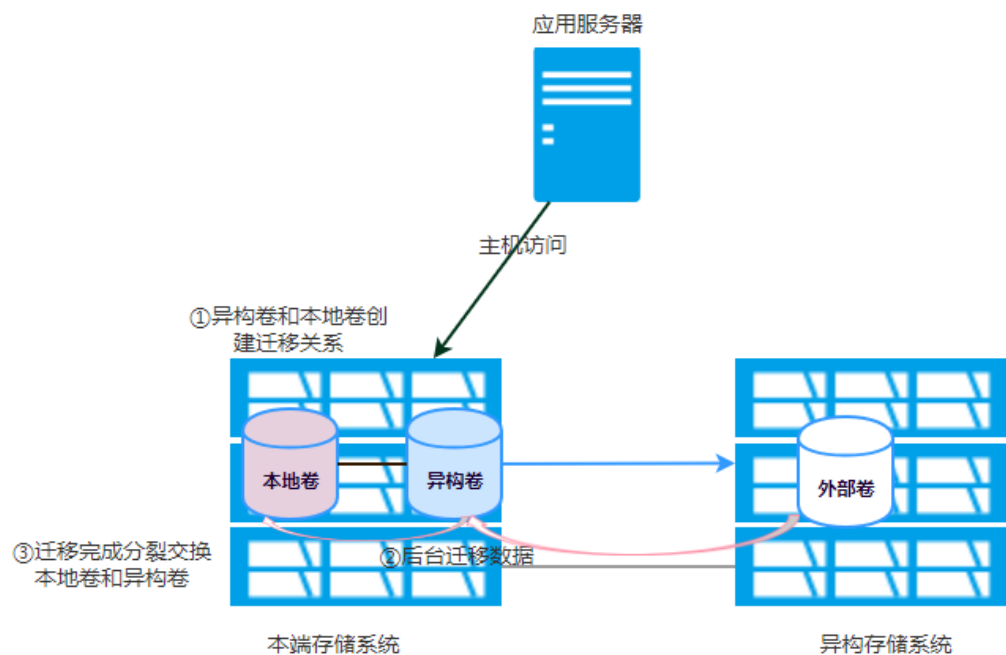 应用服务器
主机访问
①异构卷和本地卷创
建迁移关系
本地卷
异构卷
外部卷
③迁移完成分裂交换
本地卷和异构卷
②后台迁移数据
本端存储系统
异构存储系统